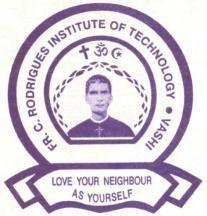 FR. C. RODRIGUES INSTITUTE OF TECHNOLOGY • VASHI
ॐ
LOVE YOUR NEIGHBOUR
AS YOURSELF